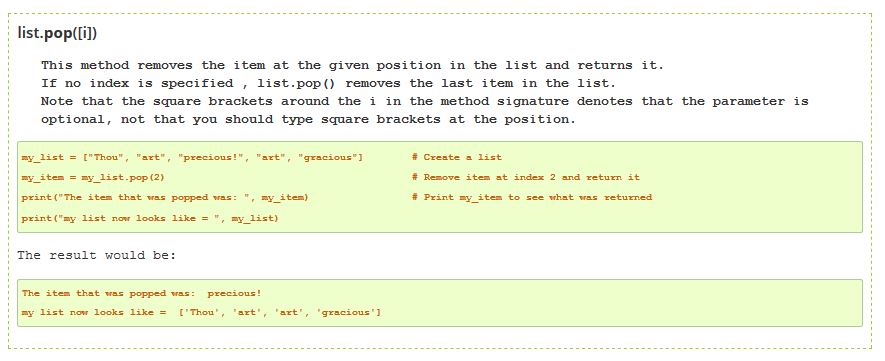 list.pop([i])
This method removes the item at the given position in the list and returns it.
If no index is specified , list.pop() removes the last item in the list.
Note that the square brackets around the i in the method signature denotes that the parameter is
optional, not that you should type square brackets at the position.
my_list = ["Thou", "art", "precious!", "art", "gracious"] # Create a list
my_item = my_list.pop(2) # Remove item at index 2 and return it
print("The item that was popped was: ", my_item) # Print my_item to see what was returned
print("my list now looks like = ", my_list)
The result would be:
The item that was popped was:  precious!
my list now looks like =  ['Thou', 'art', 'art', 'gracious']